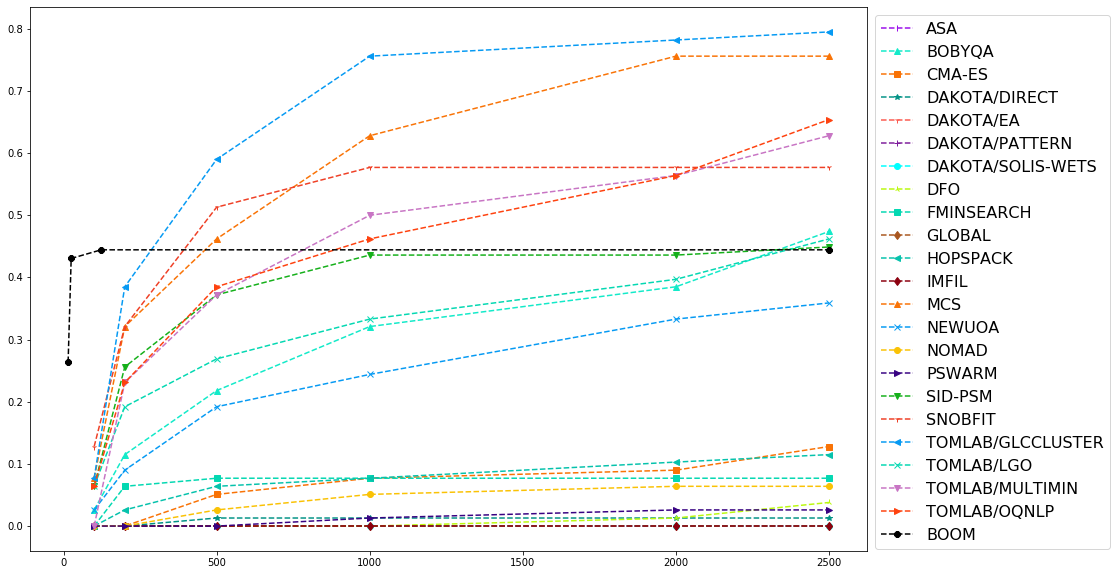 0.8
0.7
0.6
0.5
0.4
0.3
0.2
0.1
0.0
0
500
1000
1500
2000
2500
ASA
BOBYQA
CMA-ES
DAKOTA/DIRECT
DAKOTA/EA
DAKOTA/PATTERN
DAKOTA/SOLIS-WETS
DFO
FMINSEARCH
GLOBAL
HOPSPACK
IMFIL
MCS
NEWUOA
NOMAD
PSWARM
SID-PSM
SNOBFIT
TOMLAB/GLCCLUSTER
TOMLAB/LGO
TOMLAB/MULTIMIN
TOMLAB/OQNLP
BOOM